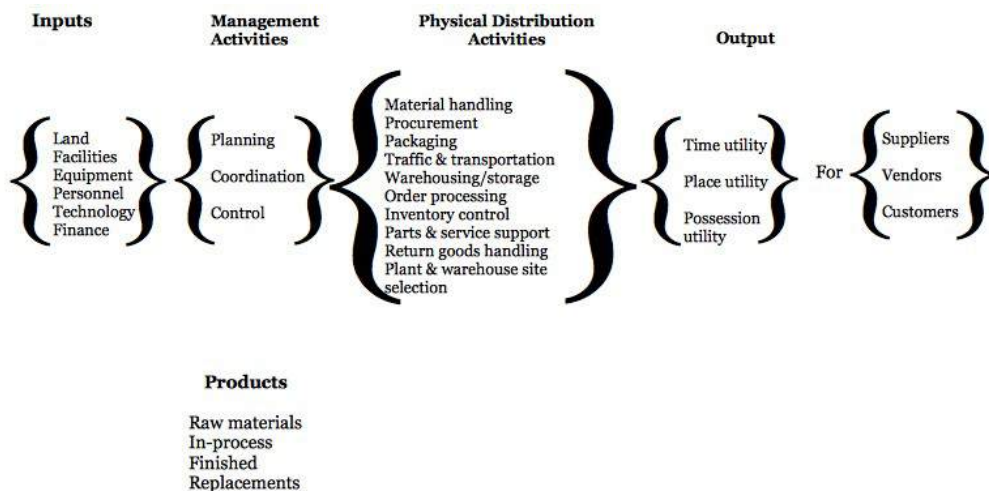 Inputs
Management
Activities
Physical Distribution
Activities
Output
Land
Facilities
Equipment
Personnel
Technology
Finance
Planning
Coordination
Control
Material handling
Procurement
Packaging
Traffic & transportation
Warehousing/storage
Order processing
Inventory control
Parts & service support
Return goods handling
Plant & warehouse site
selection
Time utility
Place utility
Possession
utility
For
Suppliers
Vendors
Customers
Products
Raw materials
In-process
Finished
Replacements